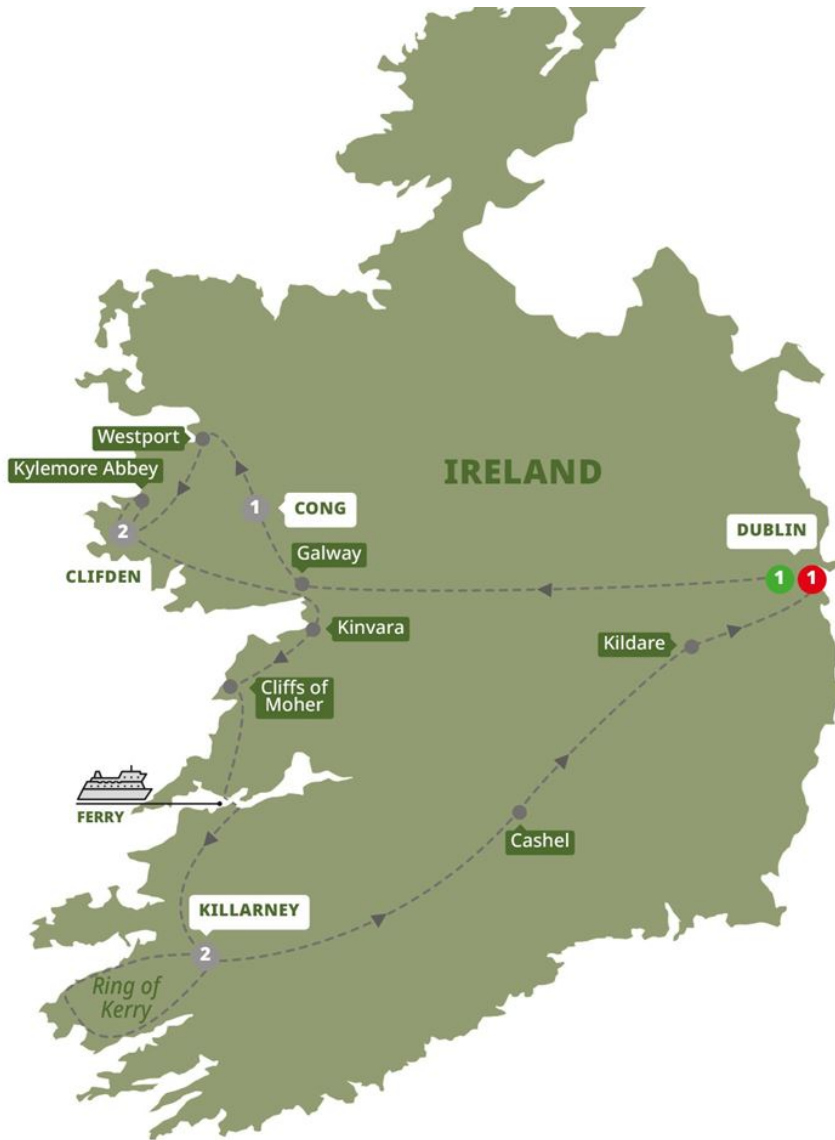 Westport
Kylemore Abbey
IRELAND
1
CONG
DUBLIN
2
CLIFDEN
Galway
1
1
Kinvara
Kildare
Cliffs of
Moher
FERRY
Cashel
KILLARNEY
2
Ring of
Kerry